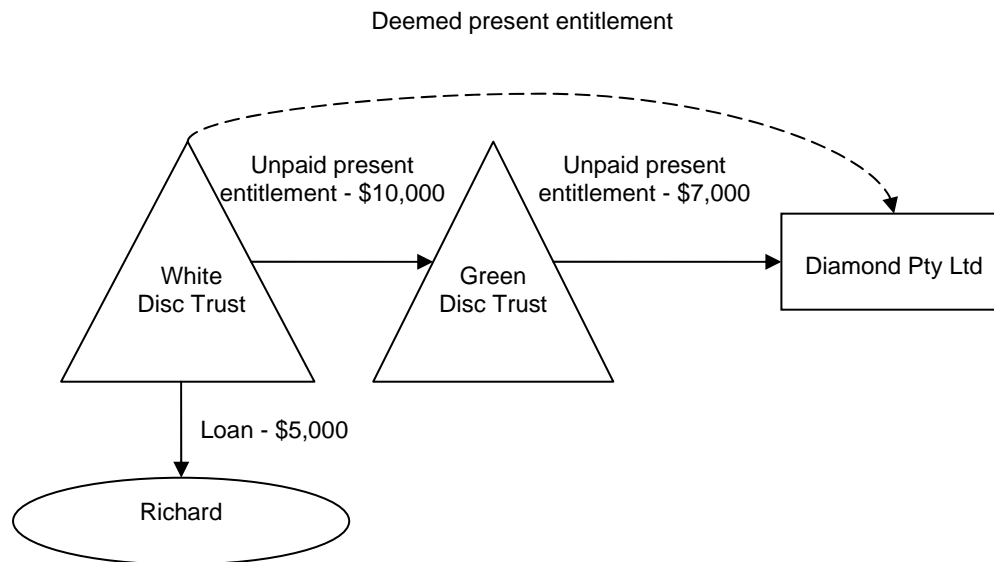 Deemed present entitlement
Unpaid present
entitlement - $10,000
Unpaid present
entitlement - $7,000
White
Disc Trust
Green
Disc Trust
Diamond Pty Ltd
Loan - $5,000
Richard